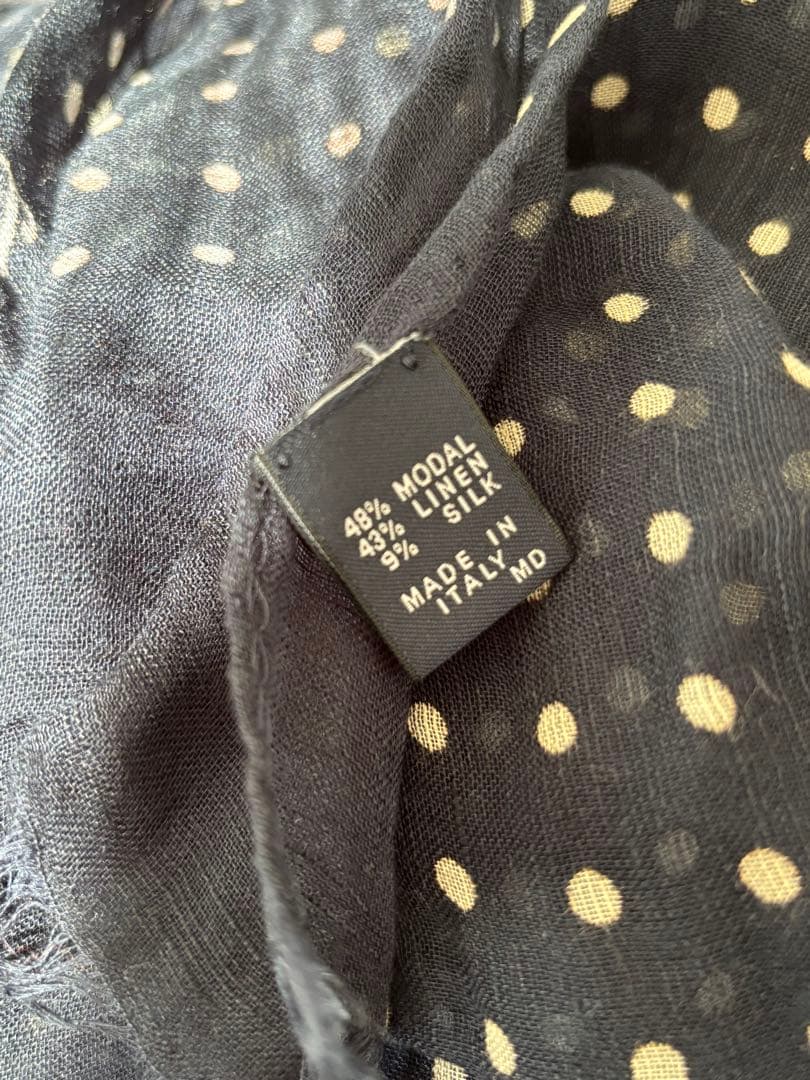 48% MODAL
43% LINEN
9% SILK
MADE IN
ITALY MD